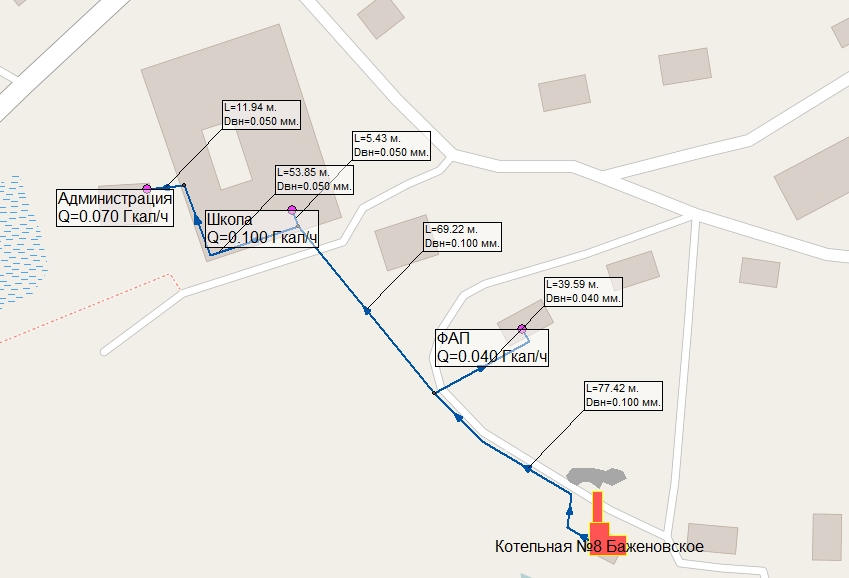 L=11.94 м.
Dвн=0.050 мм.
L=5.43 м.
Dвн=0.050 мм.
L=53.85 м.
Dвн=0.050 мм.
Администрация
Q=0.070 Гкал/ч
Школа
Q=0.100 Гкал/ч
L=69.22 м.
Dвн=0.100 мм.
L=39.59 м.
Dвн=0.040 мм.
ФАП
Q=0.040 Гкал/ч
L=77.42 м.
Dвн=0.100 мм.
Котельная №8 Баженовское